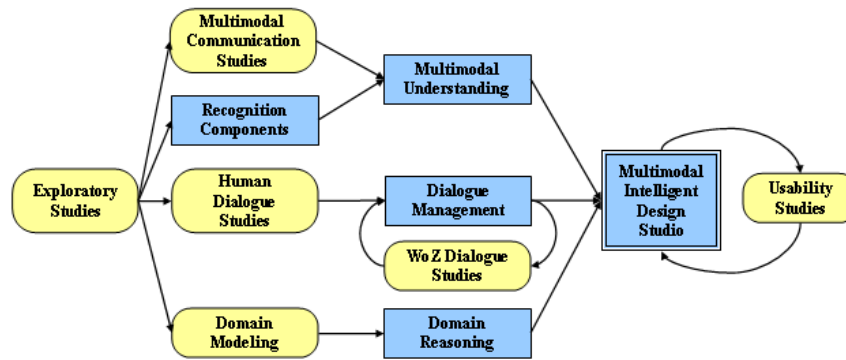 Exploratory
Studies
Multimodal
Communication
Studies
Recognition
Components
Human
Dialogue
Studies
Domain
Modeling
Multimodal
Understanding
Dialogue
Management
WoZ Dialogue
Studies
Domain
Reasoning
Multimodal
Intelligent
Design
Studio
Usability
Studies